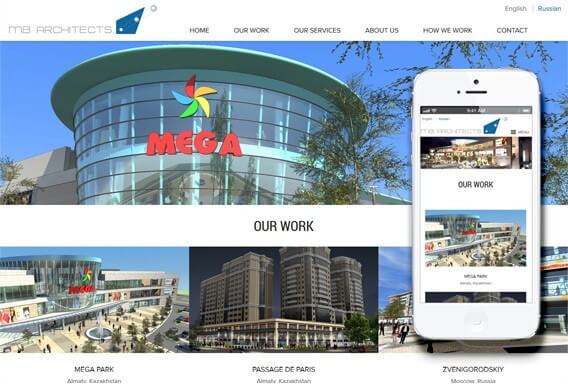 English Russian
MB ARCHITECTS
HOME OUR WORK OUR SERVICES ABOUT US HOW WE WORK CONTACT
MEGA
OUR WORK
MEGA
MEGA PARK
Almaty, Kazakhstan
PASSAGE DE PARIS
Almaty, Kazakhstan
ZVENIGORODSKIY
Moscow, Russia
9:41 AM
English Russian
MB ARCHITECTS
MENU
OUR WORK
MEGA PARK
Almaty, Kazakhstan